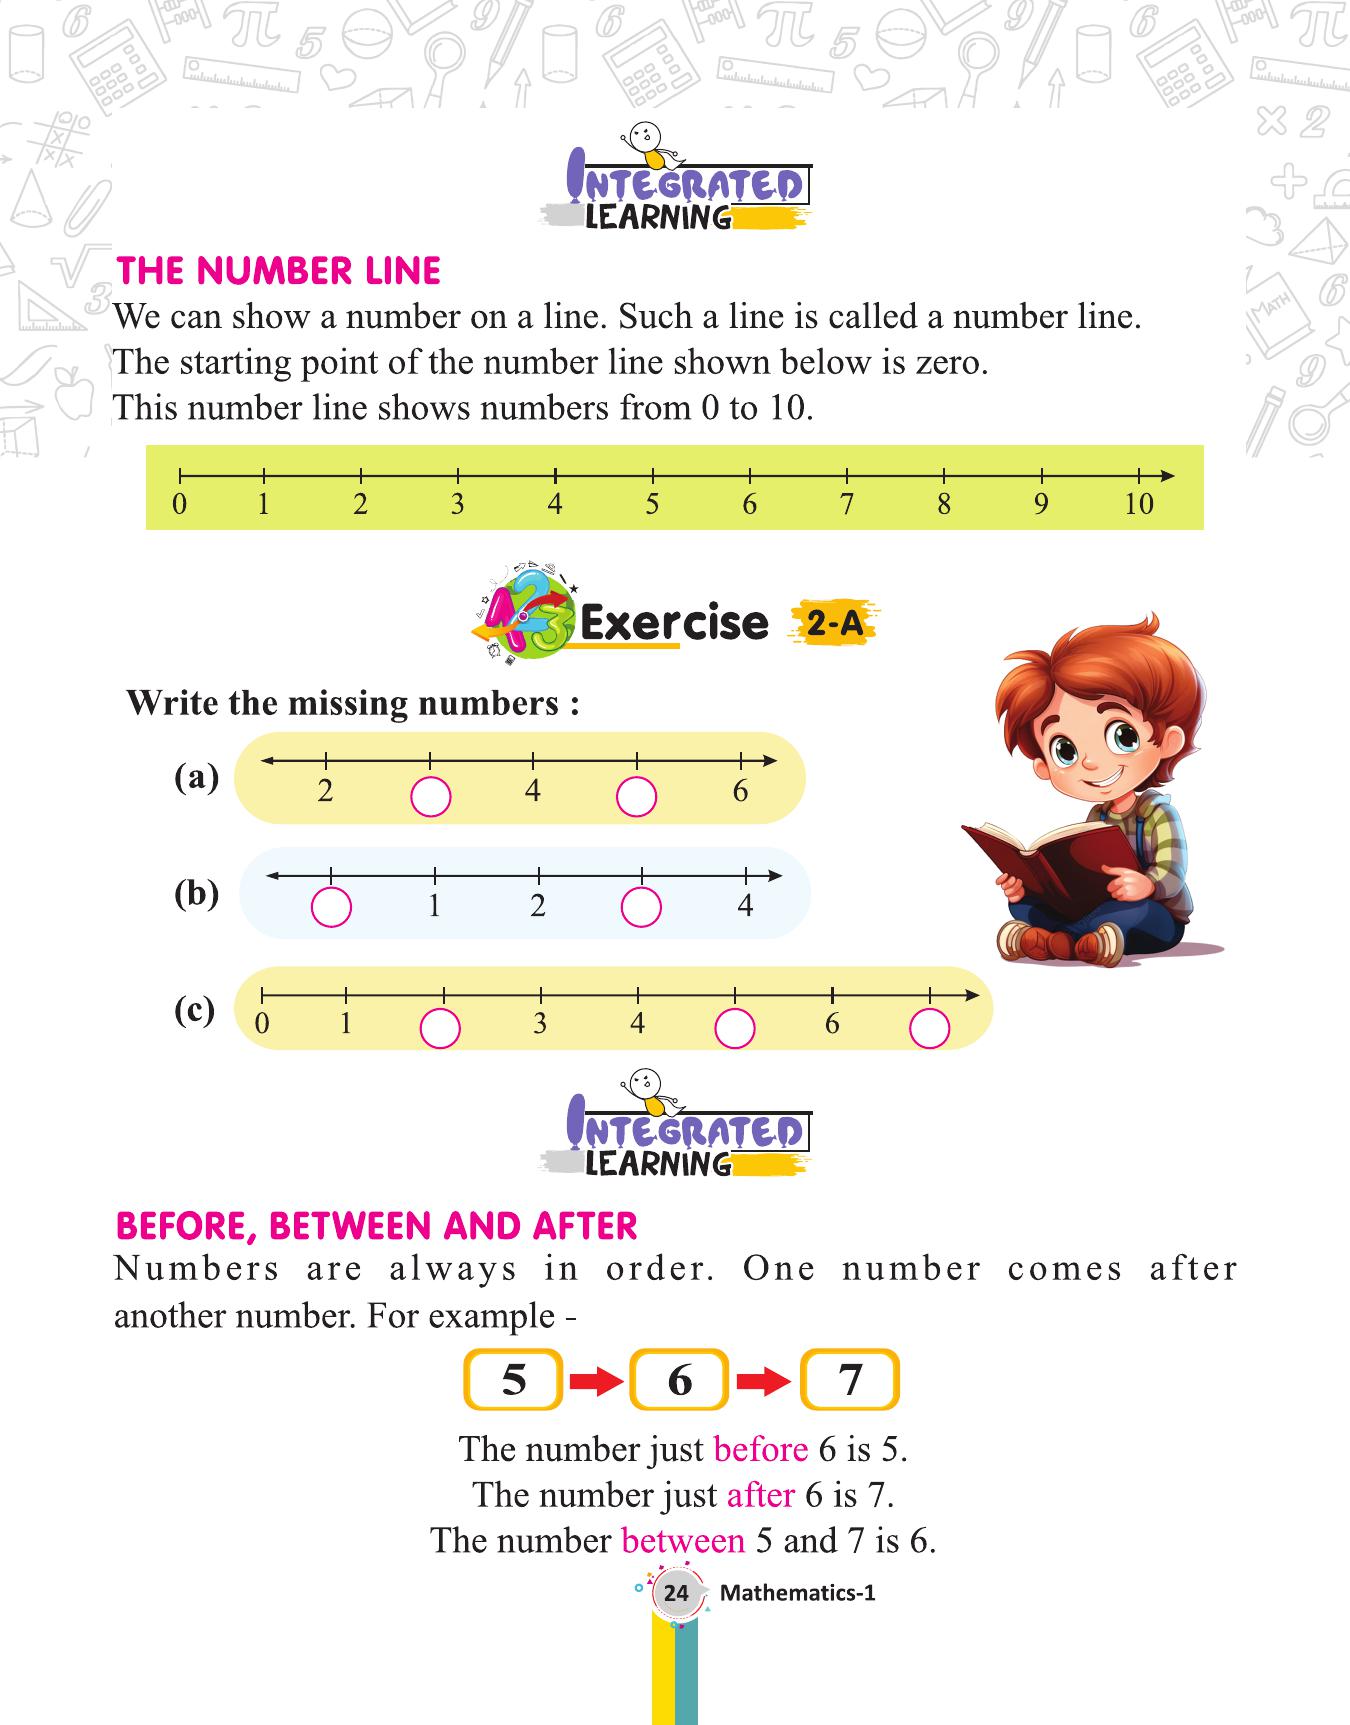 INTEGRATED
LEARNING
THE NUMBER LINE
We can show a number on a line. Such a line is called a number line.
The starting point of the number line shown below is zero.
This number line shows numbers from 0 to 10.
0 1 2 3 4 5 6 7 8 9 10
123 Exercise 2-A
Write the missing numbers :
(a) 2 4 6
(b) 1 2 4
(c) 0 1 3 4 6
INTEGRATED
LEARNING
BEFORE, BETWEEN AND AFTER
Numbers are always in order. One number comes after
another number. For example -
5 6 7
The number just before 6 is 5.
The number just after 6 is 7.
The number between 5 and 7 is 6.
24 Mathematics-1